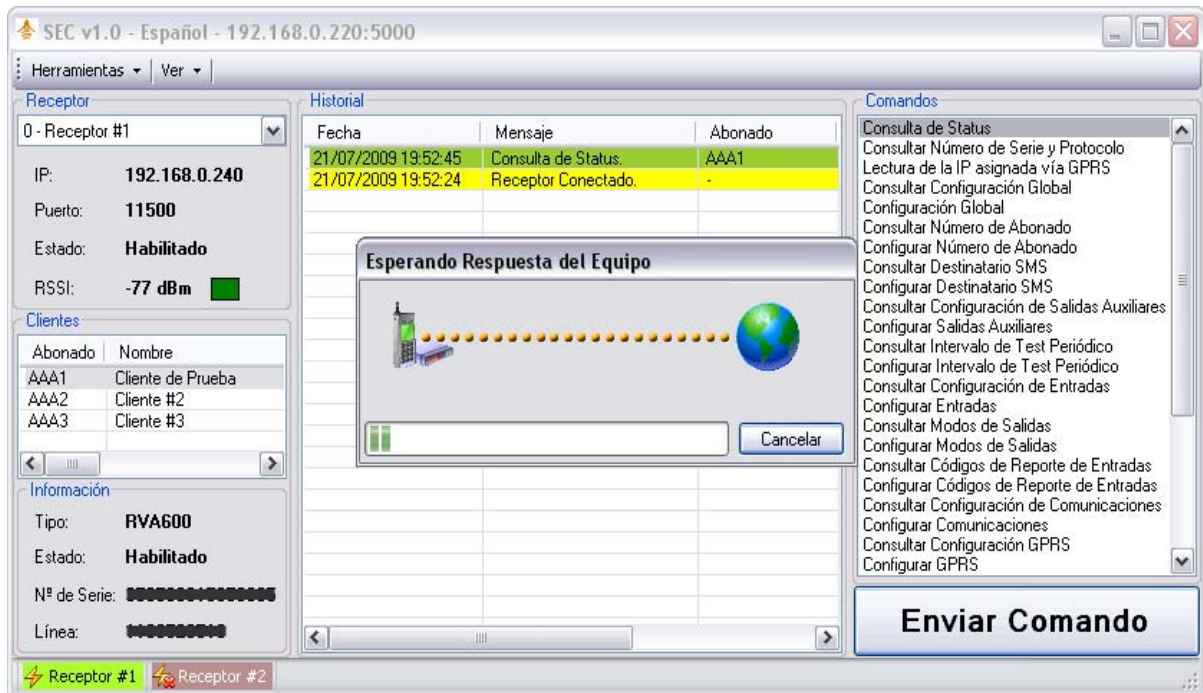 SEC v1.0 - Español - 192.168.0.220:5000
Herramientas Ver
Receptor
0 - Receptor #1
IP: 192.168.0.240
Puerto: 11500
Estado: Habilitado
RSSI: -77 dBm
Clientes
Abonado Nombre
AAA1 Cliente de Prueba
AAA2 Cliente #2
AAA3 Cliente #3
Información
Tipo: RVA600
Estado: Habilitado
Nº de Serie:
Línea:
Historial
Fecha Mensaje Abonado
21/07/2009 19:52:45 Consulta de Status. AAA1
21/07/2009 19:52:24 Receptor Conectado. -
Esperando Respuesta del Equipo
Cancelar
Comandos
Consulta de Status
Consultar Número de Serie y Protocolo
Lectura de la IP asignada vía GPRS
Consultar Configuración Global
Configuración Global
Consultar Número de Abonado
Configurar Número de Abonado
Consultar Destinatario SMS
Configurar Destinatario SMS
Consultar Configuración de Salidas Auxiliares
Configurar Salidas Auxiliares
Consultar Intervalo de Test Periódico
Configurar Intervalo de Test Periódico
Consultar Configuración de Entradas
Configurar Entradas
Consultar Modos de Salidas
Configurar Modos de Salidas
Consultar Códigos de Reporte de Entradas
Configurar Códigos de Reporte de Entradas
Consultar Configuración de Comunicaciones
Configurar Comunicaciones
Consultar Configuración GPRS
Configurar GPRS
Enviar Comando
Receptor #1 Receptor #2